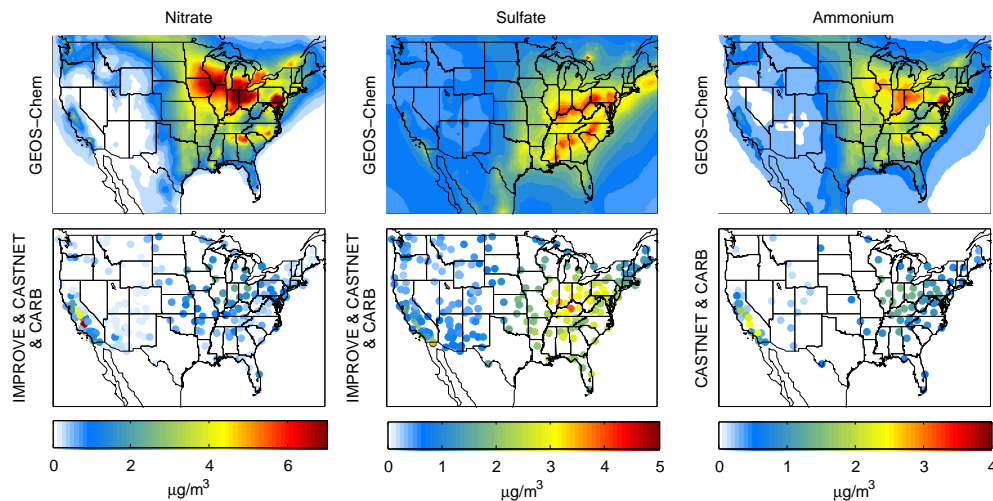 Nitrate
Sulfate
Ammonium
GEOS−Chem
GEOS−Chem
GEOS−Chem
IMPROVE & CASTNET
& CARB
IMPROVE & CASTNET
& CARB
CASTNET & CARB
0 2 4 6
0 1 2 3 4 5
0 1 2 3 4
μg/m³
μg/m³
μg/m³